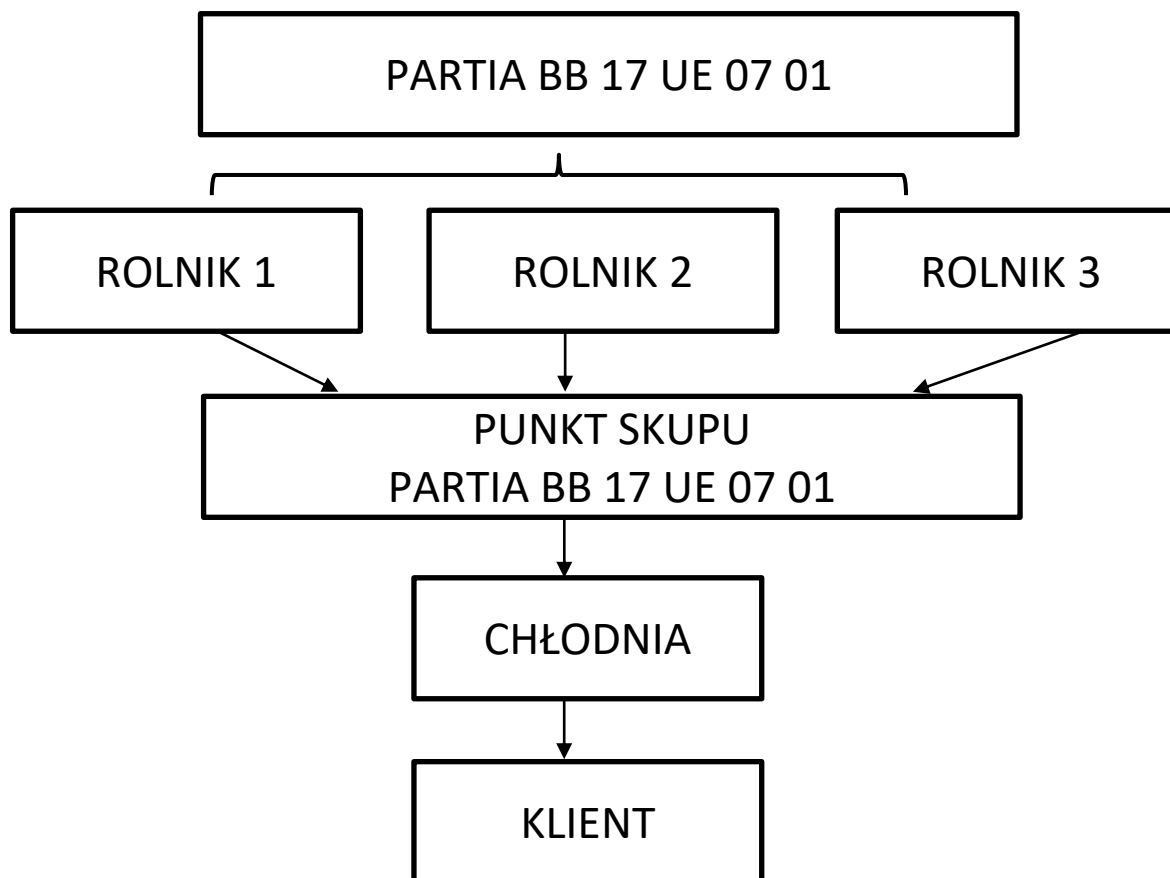 PARTIA BB 17 UE 07 01
ROLNIK 1
ROLNIK 2
ROLNIK 3
PUNKT SKUPU
PARTIA BB 17 UE 07 01
CHŁODNIA
KLIENT